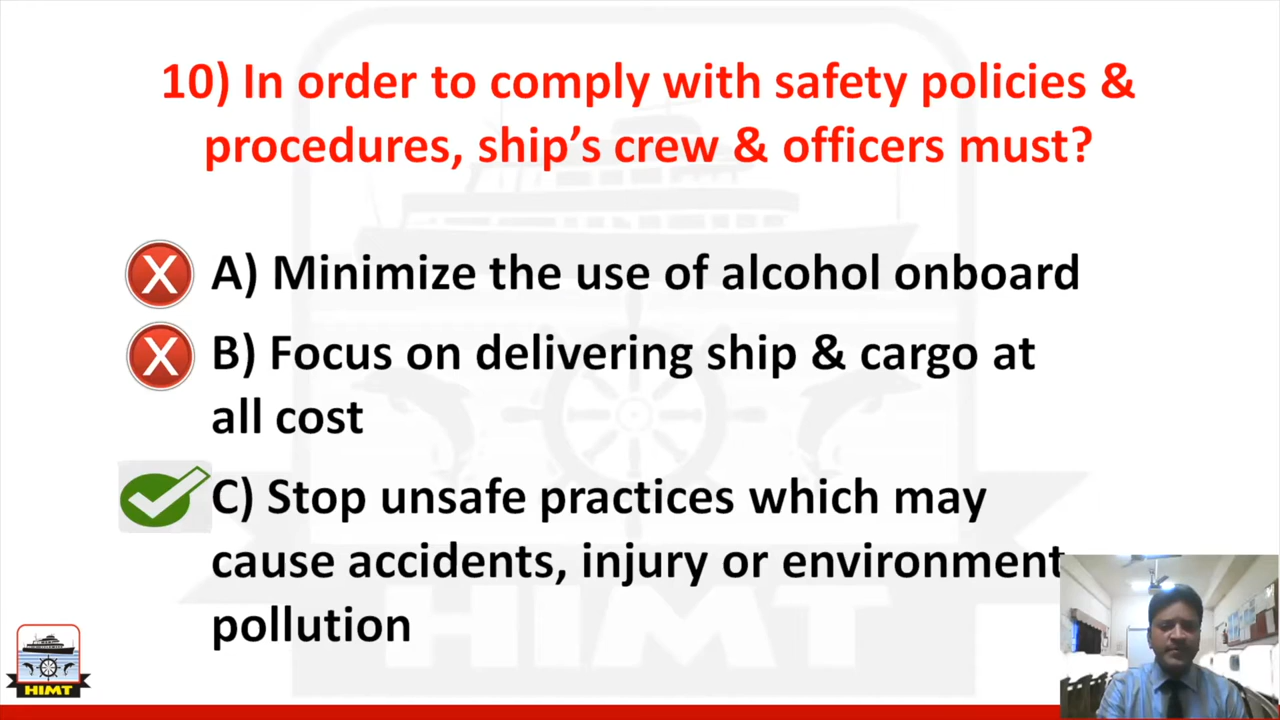 10) In order to comply with safety policies &
procedures, ship’s crew & officers must?
A) Minimize the use of alcohol onboard
B) Focus on delivering ship & cargo at
all cost
C) Stop unsafe practices which may
cause accidents, injury or environment
pollution
HIMT
HIMT